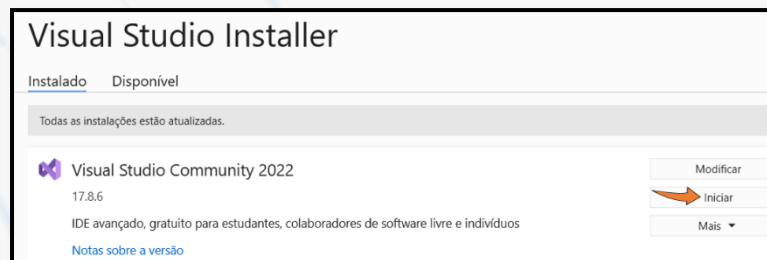 Visual Studio Installer
Instalado Disponível
Todas as instalações estão atualizadas.
Visual Studio Community 2022
Modificar
17.8.6
Iniciar
IDE avançado, gratuito para estudantes, colaboradores de software livre e indivíduos
Mais
Notas sobre a versão